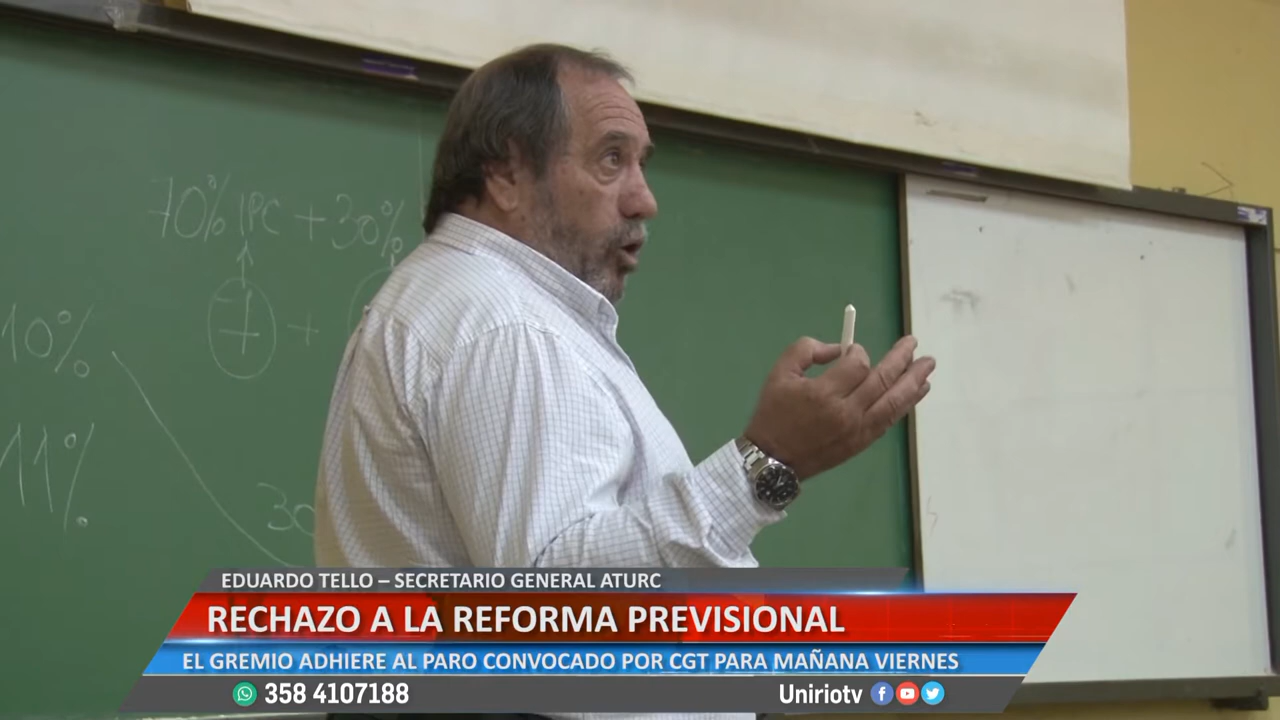 70% IPC + 30%
+
10%
11%
30
EDUARDO TELLO – SECRETARIO GENERAL ATURC
RECHAZO A LA REFORMA PREVISIONAL
EL GREMIO ADHIERE AL PARO CONVOCADO POR CGT PARA MAÑANA VIERNES
358 4107188
Uniriotv